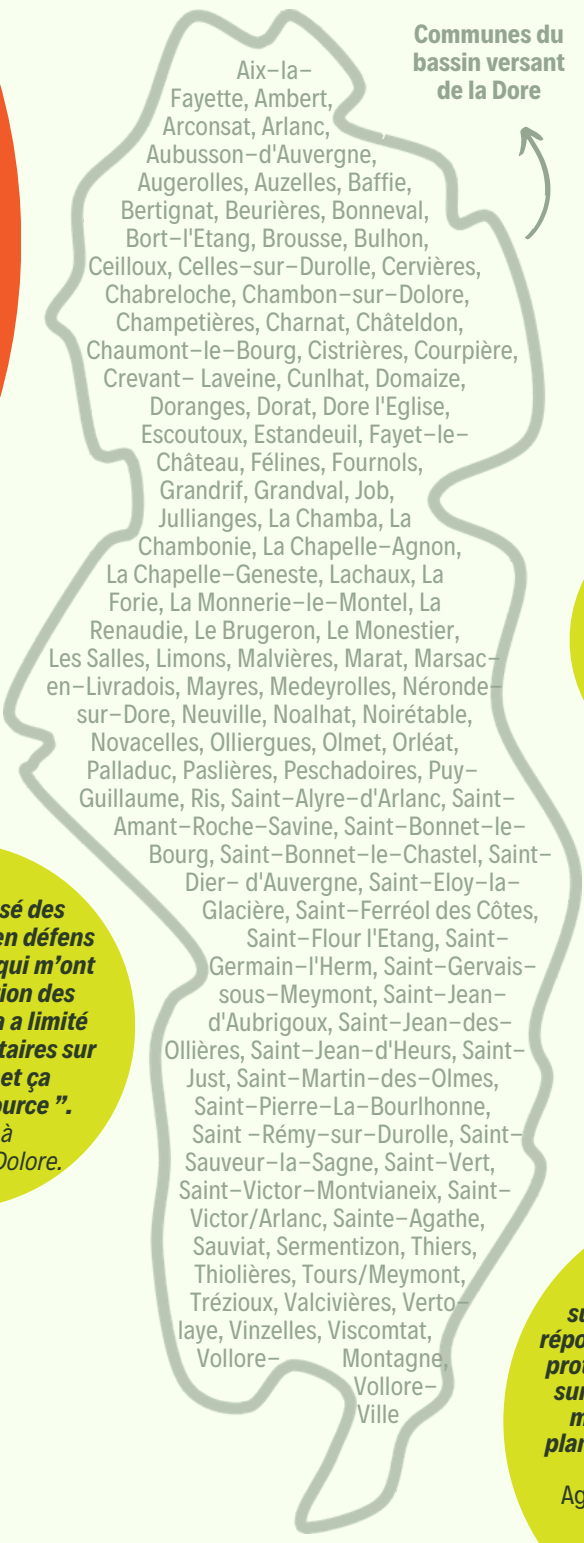 Communes du
bassin versant
de la Dore
Aix-la-
Fayette, Ambert,
Arconsat, Arlanc,
Aubusson-d'Auvergne,
Augerolles, Auzelles, Baffie,
Bertignat, Beurières, Bonneval,
Bort-l'Etang, Brousse, Bulhon,
Ceilloux, Celles-sur-Durolle, Cervières,
Chabreloche, Chambon-sur-Dolore,
Champetières, Charnat, Châteldon,
Chaumont-le-Bourg, Cistrières, Courpière,
Crevant- Laveine, Cunlhat, Domaize,
Doranges, Dorat, Dore l'Eglise,
Escoutoux, Estandeuil, Fayet-le-
Château, Félines, Fournols,
Grandrif, Grandval, Job,
Jullianges, La Chamba, La
Chambonie, La Chapelle-Agnon,
La Chapelle-Geneste, Lachaux, La
Forie, La Monnerie-le-Montel, La
Renaudie, Le Brugeron, Le Monestier,
Les Salles, Limons, Malvières, Marat, Marsac-
en-Livradois, Mayres, Medeyrolles, Néronde-
sur-Dore, Neuville, Noalhat, Noirétable,
Novacelles, Olliergues, Olmet, Orléat,
Palladuc, Paslières, Peschadoires, Puy-
Guillaume, Ris, Saint-Alyre-d'Arlanc, Saint-
Amant-Roche-Savine, Saint-Bonnet-le-
Bourg, Saint-Bonnet-le-Chastel, Saint-
Dier- d'Auvergne, Saint-Eloy-la-
Glacière, Saint-Ferréol des Côtes,
Saint-Flour l'Etang, Saint-
Germain-l'Herm, Saint-Gervais-
sous-Meymont, Saint-Jean-
d'Aubrigoux, Saint-Jean-des-
Ollières, Saint-Jean-d'Heurs, Saint-
Just, Saint-Martin-des-Olmes,
Saint-Pierre-La-Bourlhonne,
Saint -Rémy-sur-Durolle, Saint-
Sauveur-la-Sagne, Saint-Vert,
Saint-Victor-Montvianeix, Saint-
Victor/Arlanc, Sainte-Agathe,
Sauviat, Sermentizon, Thiers,
Thiolières, Tours/Meymont,
Trézioux, Valcivières, Verto-
laye, Vinzelles, Viscomtat,
Vollore- Montagne,
Vollore-
Ville
sé des
en défens
qui m'ont
tion des
a limité
taires sur
et ça
ource ".
à
Dolore.
su
répo
prot
sur
m
plan
Ag